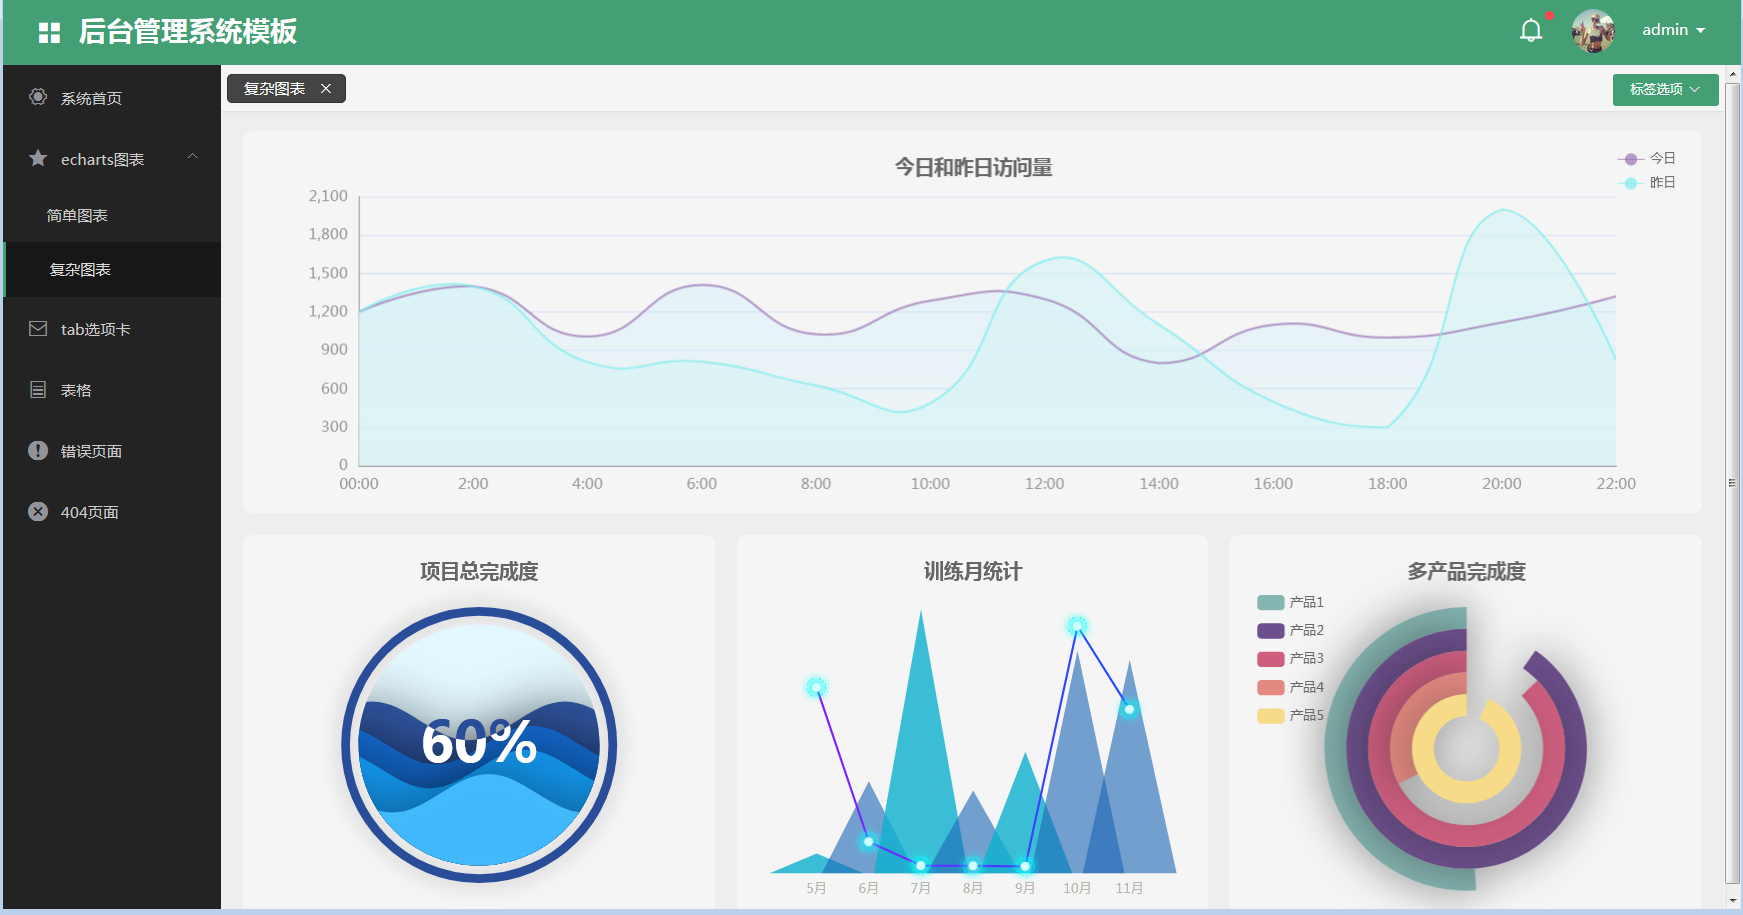 后台管理系统模板
admin
系统首页
echarts图表
简单图表
复杂图表
tab选项卡
表格
错误页面
404页面
复杂图表
标签选项
今日和昨日访问量
今日
昨日
2,100
1,800
1,500
1,200
900
600
300
0
00:00 2:00 4:00 6:00 8:00 10:00 12:00 14:00 16:00 18:00 20:00 22:00
项目总完成度
60%
训练月统计
5月 6月 7月 8月 9月 10月 11月
多产品完成度
产品1
产品2
产品3
产品4
产品5